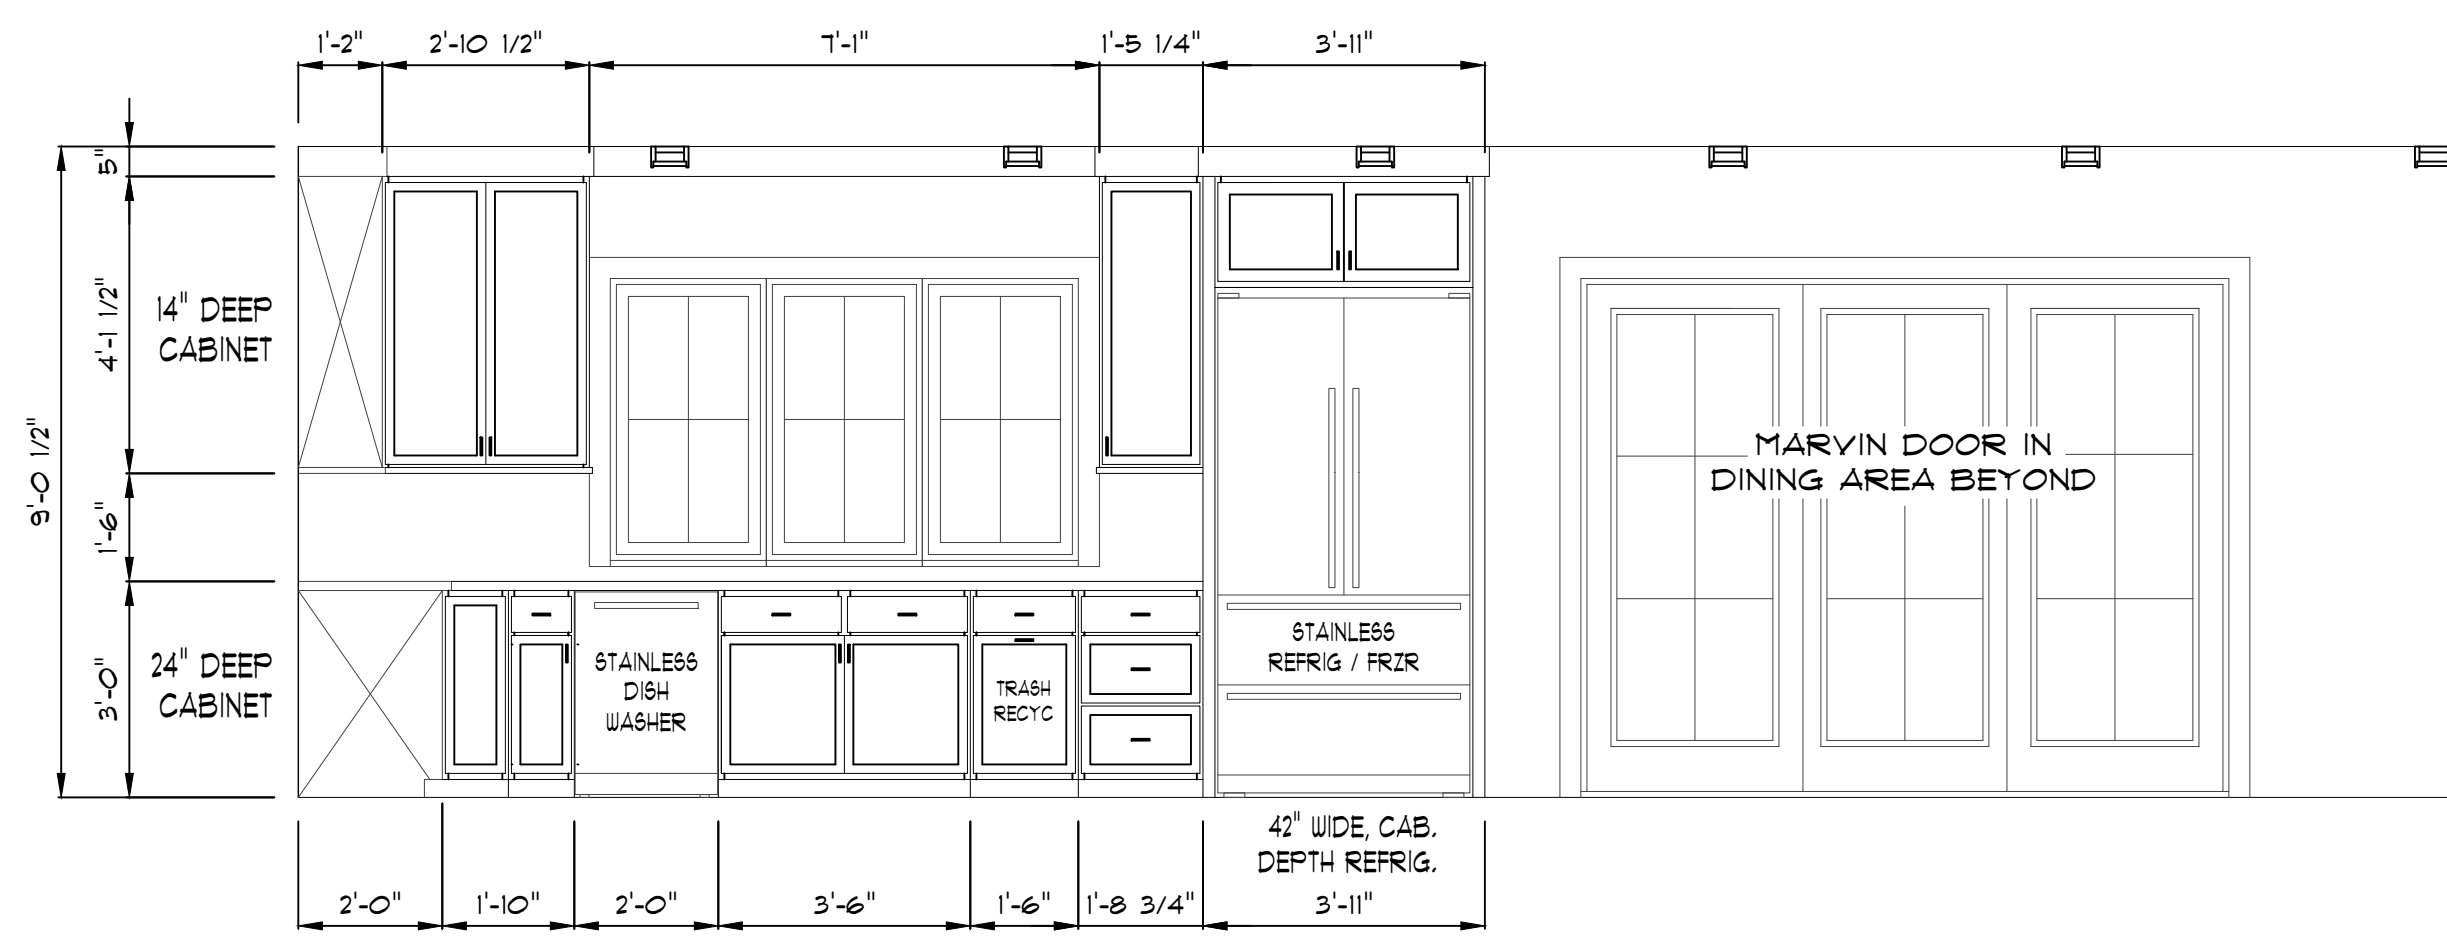 1'-2"
2'-10 1/2"
7'-1"
1'-5 1/4"
3'-11"
5"
4'-1 1/2"
14" DEEP
CABINET
9'-0 1/2"
1'-6"
MARVIN DOOR IN
DINING AREA BEYOND
3'-0"
24" DEEP
CABINET
STAINLESS
DISH
WASHER
TRASH
RECYC
STAINLESS
REFRIG / FRZR
42" WIDE, CAB.
DEPTH REFRIG.
2'-0"
1'-10"
2'-0"
3'-6"
1'-6"
1'-8 3/4"
3'-11"